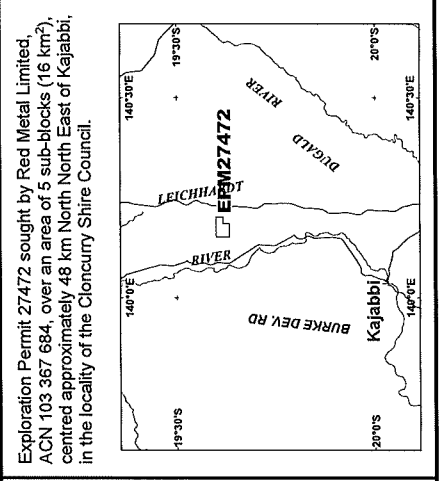 Exploration Permit 27472 sought by Red Metal Limited,
ACN 103 367 684, over an area of 5 sub-blocks (16 km²),
centred approximately 48 km North North East of Kajabbi,
in the locality of the Cloncurry Shire Council.
140°0'E
140°30'E
19°30'S
19°30'S
LEICHHARDT
EPM27472
RIVER
DUGALD
RIVER
BURKE DEV. RD
Kajabbi
20°0'S
20°0'S
140°0'E
140°30'E